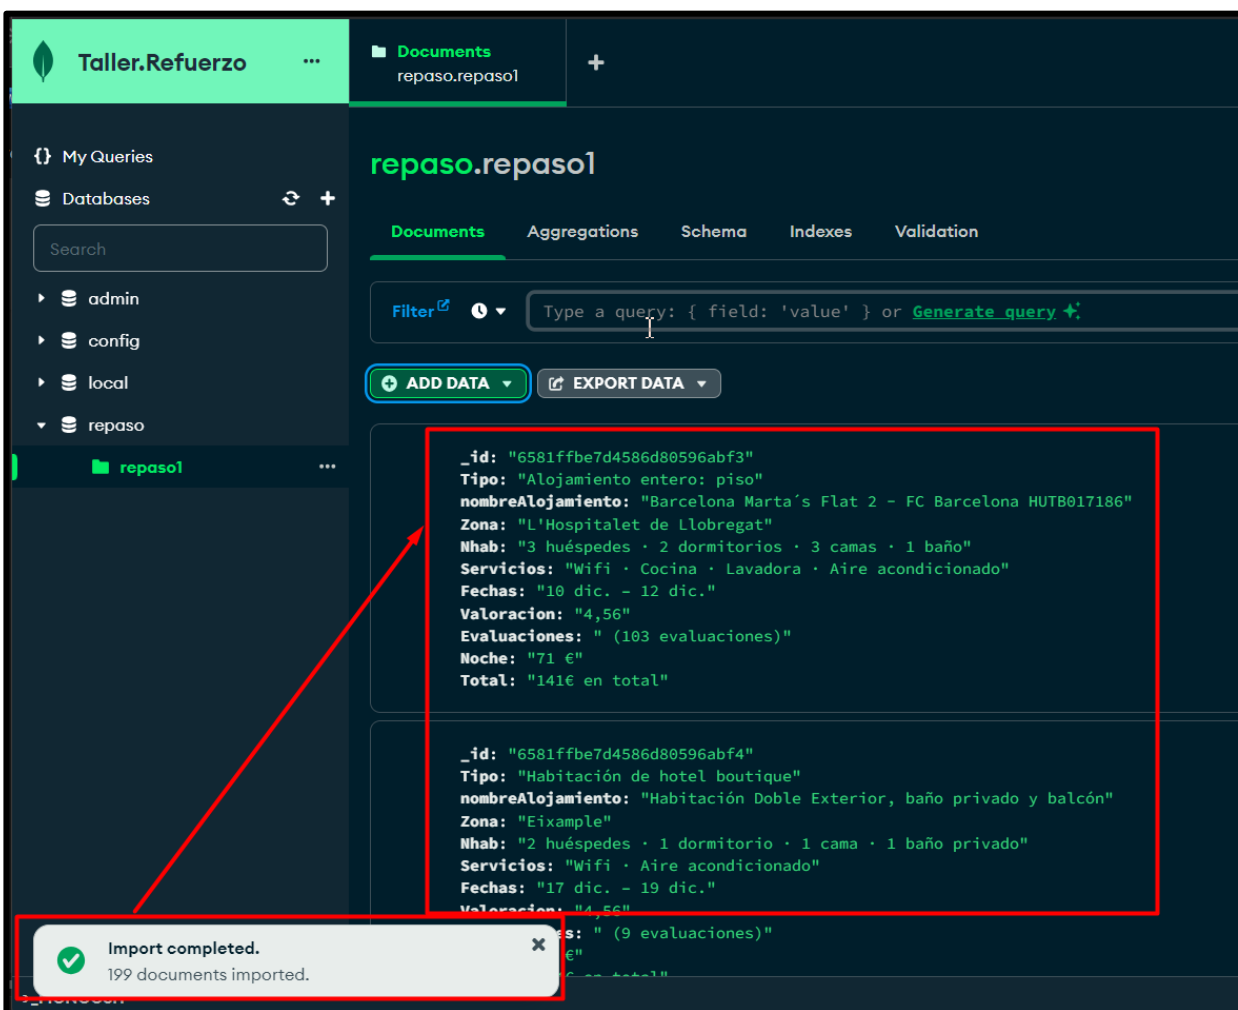 Taller.Refuerzo
Documents
repaso.repaso1
{} My Queries
Databases
Search
admin
config
local
repaso
repaso1
repaso.repaso1
Documents Aggregations Schema Indexes Validation
Filter Type a query: { field: 'value' } or Generate query
ADD DATA EXPORT DATA
_id: "6581ffbe7d4586d80596abf3"
Tipo: "Alojamiento entero: piso"
nombreAlojamiento: "Barcelona Marta´s Flat 2 – FC Barcelona HUTB017186"
Zona: "L'Hospitalet de Llobregat"
Nhab: "3 huéspedes · 2 dormitorios · 3 camas · 1 baño"
Servicios: "Wifi · Cocina · Lavadora · Aire acondicionado"
Fechas: "10 dic. – 12 dic."
Valoracion: "4,56"
Evaluaciones: " (103 evaluaciones)"
Noche: "71 €"
Total: "141€ en total"
_id: "6581ffbe7d4586d80596abf4"
Tipo: "Habitación de hotel boutique"
nombreAlojamiento: "Habitación Doble Exterior, baño privado y balcón"
Zona: "Eixample"
Nhab: "2 huéspedes · 1 dormitorio · 1 cama · 1 baño privado"
Servicios: "Wifi · Aire acondicionado"
Fechas: "17 dic. – 19 dic."
Valoracion: "4,56"
es: " (9 evaluaciones)"
€"
en total"
Import completed.
199 documents imported.